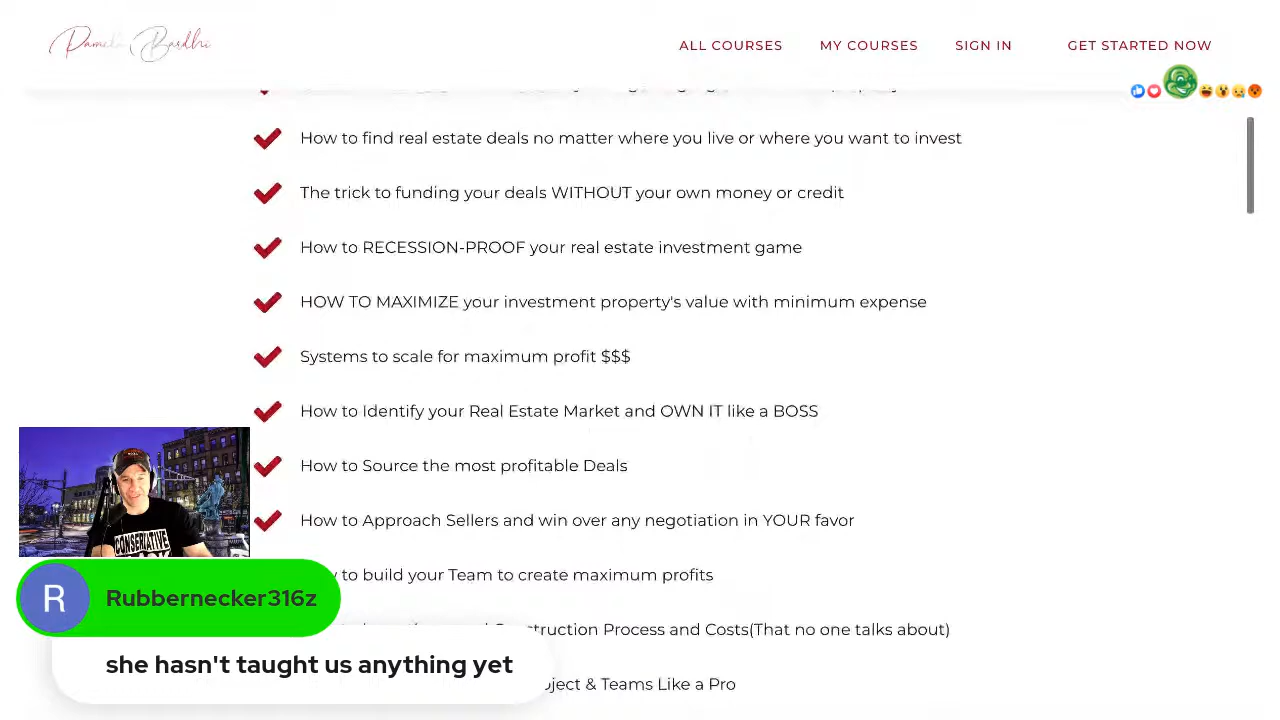 Pamela Bardhi
ALL COURSES MY COURSES SIGN IN GET STARTED NOW
How to find real estate deals no matter where you live or where you want to invest
The trick to funding your deals WITHOUT your own money or credit
How to RECESSION-PROOF your real estate investment game
HOW TO MAXIMIZE your investment property's value with minimum expense
Systems to scale for maximum profit $$$
How to Identify your Real Estate Market and OWN IT like a BOSS
How to Source the most profitable Deals
How to Approach Sellers and win over any negotiation in YOUR favor
to build your Team to create maximum profits
Process and Costs(That no one talks about)
& Teams Like a Pro
R
Rubbernecker316z
she hasn't taught us anything yet